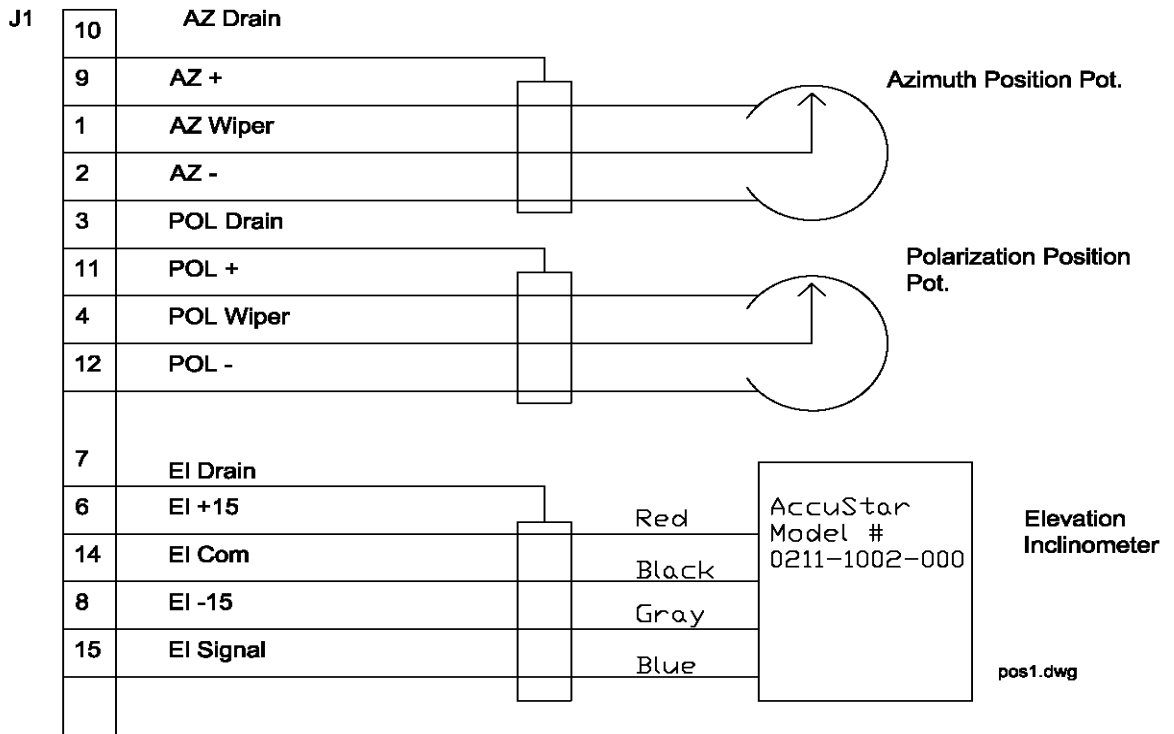 J1
10 AZ Drain
9 AZ +
1 AZ Wiper
2 AZ -
3 POL Drain
11 POL +
4 POL Wiper
12 POL -
Azimuth Position Pot.
Polarization Position
Pot.
7 El Drain
6 El +15
14 El Com
8 El -15
15 El Signal
Red
Black
Gray
Blue
AccuStar
Model #
0211-1002-000
Elevation
Inclinometer
pos1.dwg